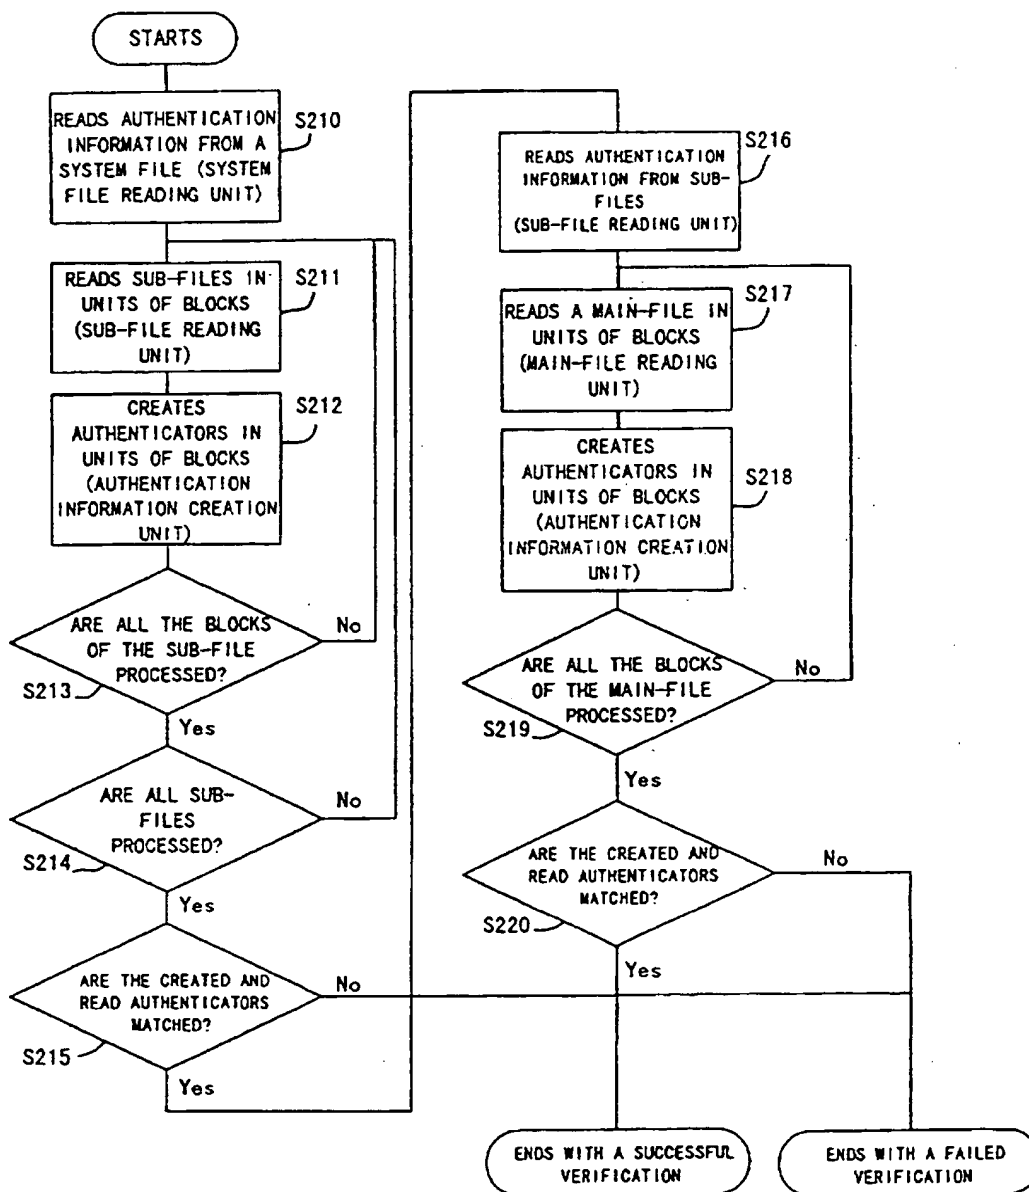 STARTS
READS AUTHENTICATION
INFORMATION FROM A
SYSTEM FILE (SYSTEM
FILE READING UNIT)
S210
READS SUB-FILES IN
UNITS OF BLOCKS
(SUB-FILE READING
UNIT)
S211
CREATES
AUTHENTICATORS IN
UNITS OF BLOCKS
(AUTHENTICATION
INFORMATION CREATION
UNIT)
S212
ARE ALL THE BLOCKS
OF THE SUB-FILE
PROCESSED?
No
S213
Yes
ARE ALL SUB-
FILES
PROCESSED?
No
S214
Yes
ARE THE CREATED AND
READ AUTHENTICATORS
MATCHED?
No
S215
Yes
READS AUTHENTICATION
INFORMATION FROM SUB-
FILES
(SUB-FILE READING UNIT)
S216
READS A MAIN-FILE IN
UNITS OF BLOCKS
(MAIN-FILE READING
UNIT)
S217
CREATES
AUTHENTICATORS IN
UNITS OF BLOCKS
(AUTHENTICATION
INFORMATION CREATION
UNIT)
S218
ARE ALL THE BLOCKS
OF THE MAIN-FILE
PROCESSED?
No
S219
Yes
ARE THE CREATED AND
READ AUTHENTICATORS
MATCHED?
No
S220
Yes
ENDS WITH A SUCCESSFUL
VERIFICATION
ENDS WITH A FAILED
VERIFICATION